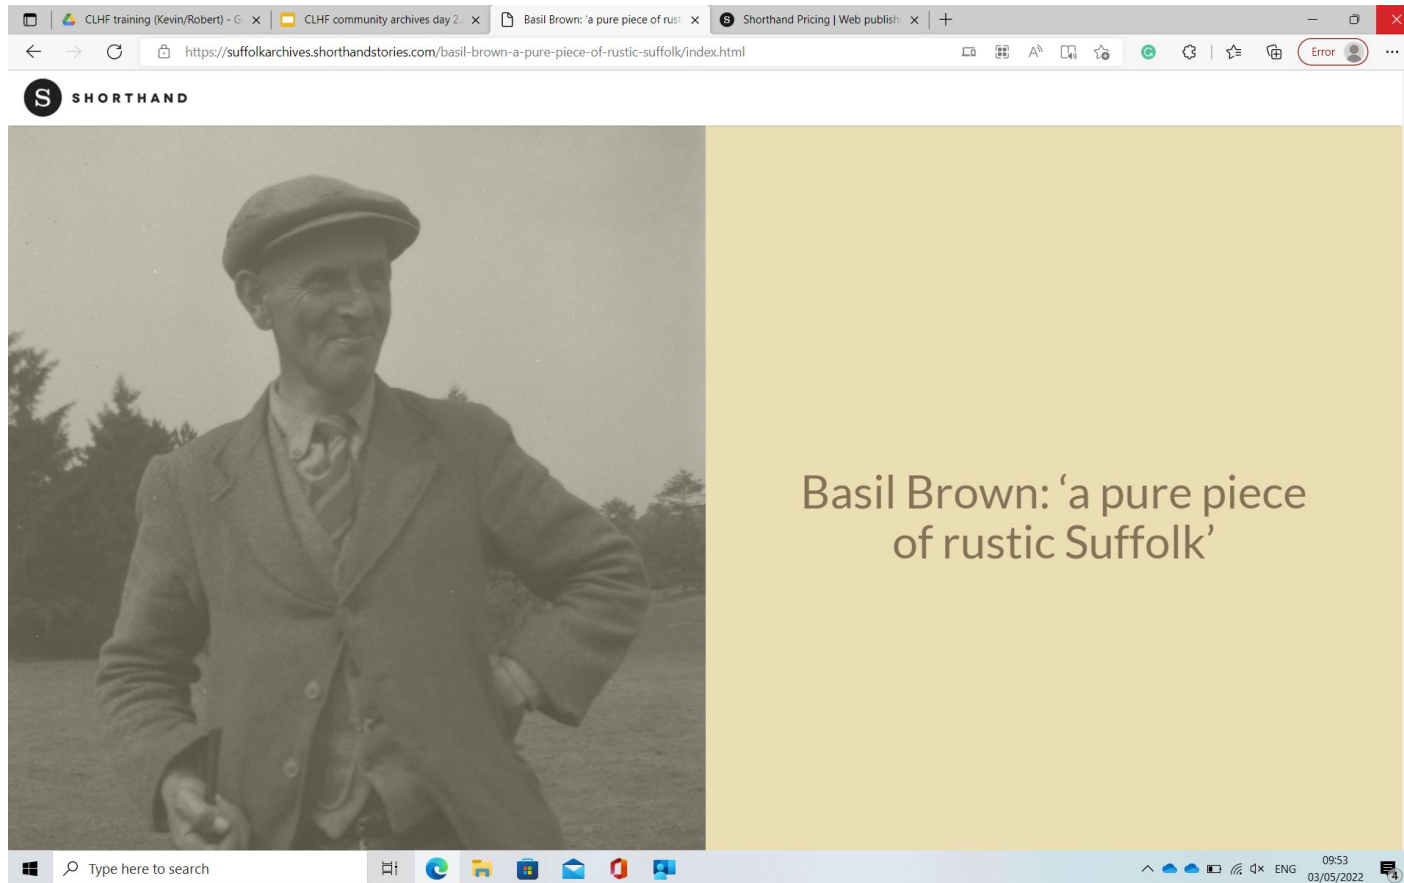 CLHF training (Kevin/Robert) - G
CLHF community archives day 2.
Basil Brown: 'a pure piece of rust
Shorthand Pricing | Web publishi
https://suffolkarchives.shorthandstories.com/basil-brown-a-pure-piece-of-rustic-suffolk/index.html
Error
S SHORTHAND
Basil Brown: ‘a pure piece
of rustic Suffolk’
Type here to search
ENG
09:53
03/05/2022
4